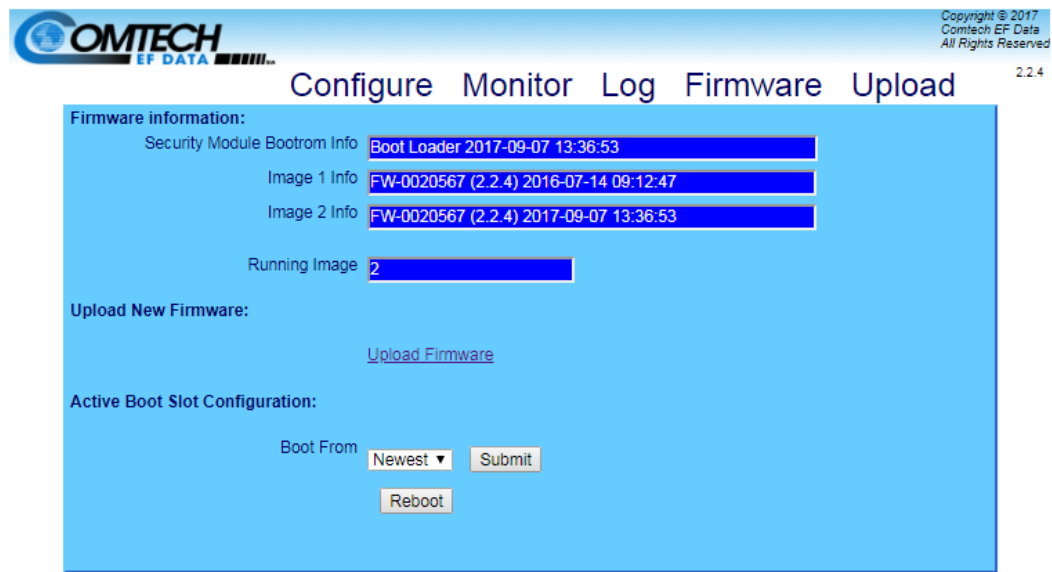 COMTECH
EF DATA
Copyright © 2017
Comtech EF Data
All Rights Reserved
2.2.4
Configure Monitor Log Firmware Upload
Firmware information:
Security Module Bootrom Info Boot Loader 2017-09-07 13:36:53
Image 1 Info FW-0020567 (2.2.4) 2016-07-14 09:12:47
Image 2 Info FW-0020567 (2.2.4) 2017-09-07 13:36:53
Running Image 2
Upload New Firmware:
Upload Firmware
Active Boot Slot Configuration:
Boot From Newest ▼ Submit
Reboot